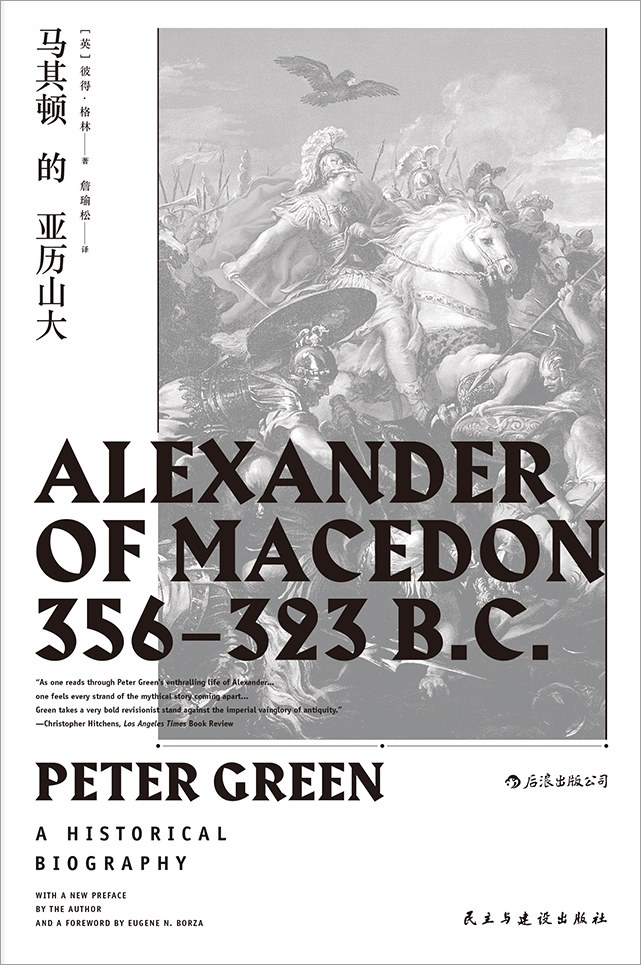 马其顿 的 亚历山大
[英] 彼得·格林——著 詹瑜松——译
ALEXANDER
OF MACEDON
356–323 B.C.
“As one reads through Peter Green's enthralling life of Alexander...
one feels every strand of the mythical story coming apart...
Green takes a very bold revisionist stand against the imperial vainglory of antiquity.”
—Christopher Hitchens, Los Angeles Times Book Review
PETER GREEN
后浪出版公司
A HISTORICAL
BIOGRAPHY
WITH A NEW PREFACE
BY THE AUTHOR
AND A FOREWORD BY EUGENE N. BORZA
民主与建设出版社